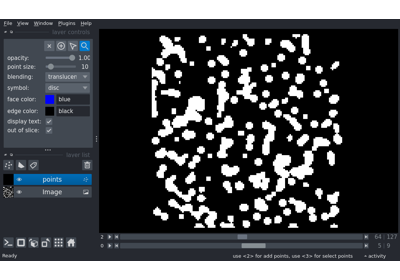 File View Window Plugins Help
layer controls
opacity: 1.00
point size: 10
blending: translucen
symbol: disc
face color: blue
edge color: black
display text:
out of slice:
layer list
points
Image
2 64 127
0 5 9
Ready use <2> for add points, use <3> for select points activity